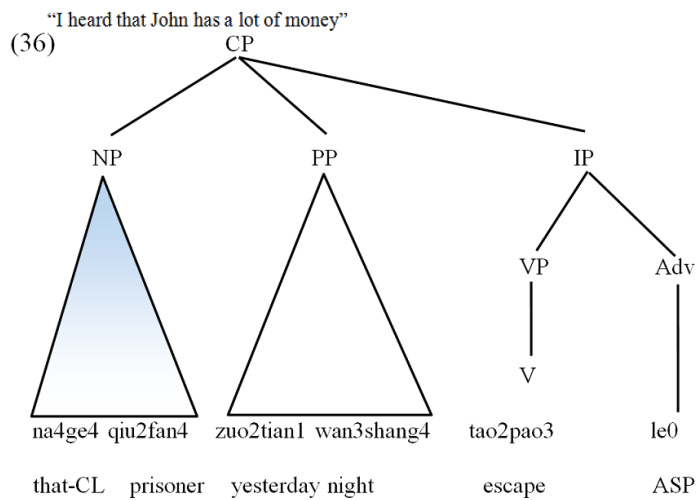 “I heard that John has a lot of money”
(36) CP
NP PP IP
VP Adv
V
na4ge4 qiu2fan4 zuo2tian1 wan3shang4 tao2pao3 le0
that-CL prisoner yesterday night escape ASP